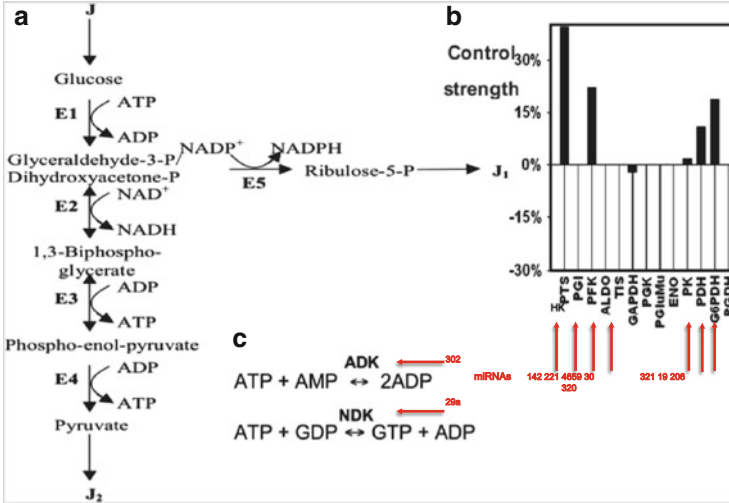 a
J
Glucose
E1
ATP
ADP
Glyceraldehyde-3-P/
Dihydroxyacetone-P
NADP+
NADPH
E5
Ribulose-5-P
J1
E2
NAD+
NADH
1,3-Biphospho-
glycerate
E3
ADP
ATP
Phospho-enol-pyruvate
E4
ADP
ATP
Pyruvate
J2
b
Control
strength
30%
15%
0%
-15%
-30%
HK
PTS
PGI
PFK
ALDO
TIS
GAPDH
PGK
PGluMu
ENO
PK
PDH
G6PDH
PGDH
miRNAs 142 221 4659 30 321 19 206
320
c
ADK
302
ATP + AMP ↔ 2ADP
NDK
29a
ATP + GDP ↔ GTP + ADP